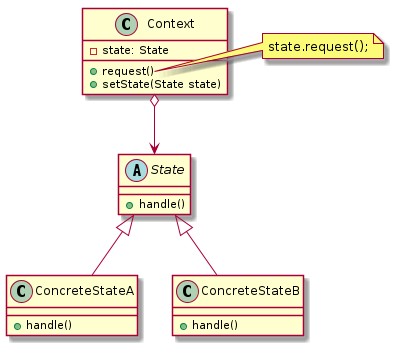 C Context
state: State
request()
setState(State state)
state.request();
A State
handle()
C ConcreteStateA
handle()
C ConcreteStateB
handle()